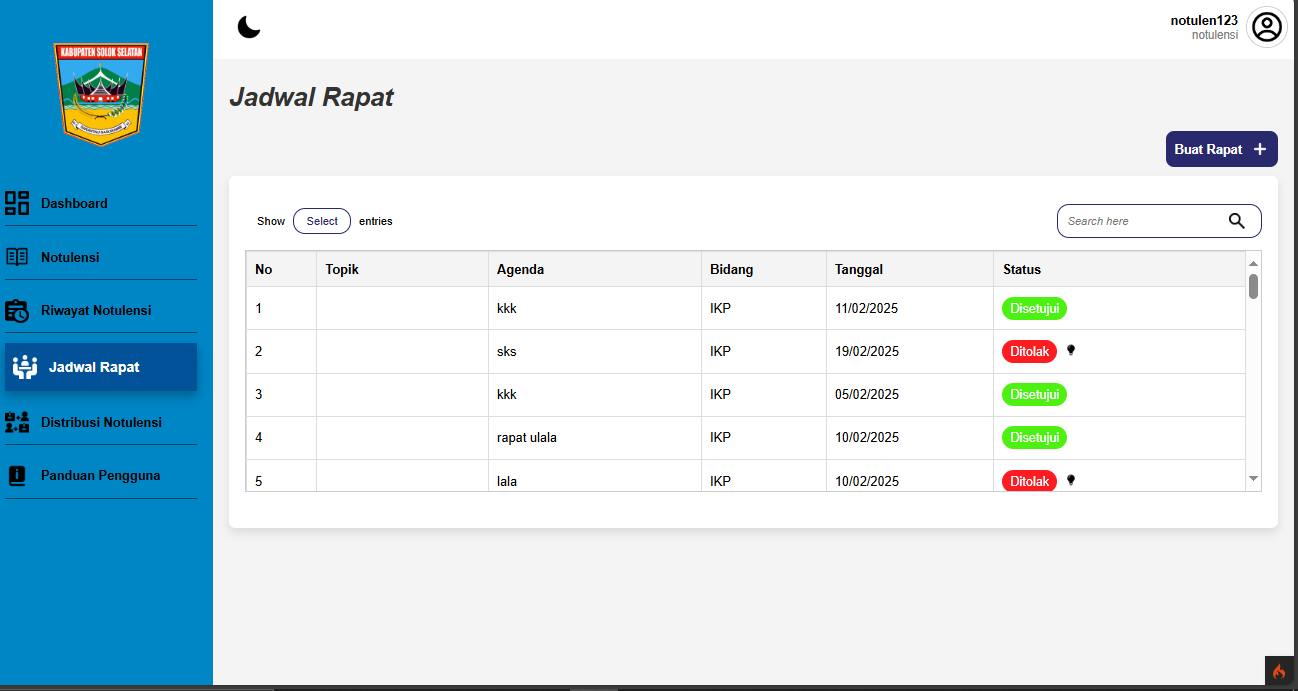 KABUPATEN SOLOK SELATAN
notulen123
notulensi
Jadwal Rapat
Buat Rapat +
Dashboard
Notulensi
Riwayat Notulensi
Jadwal Rapat
Distribusi Notulensi
Panduan Pengguna
Show Select entries
Search here
No Topik Agenda Bidang Tanggal Status
1 kkk IKP 11/02/2025 Disetujui
2 sks IKP 19/02/2025 Ditolak
3 kkk IKP 05/02/2025 Disetujui
4 rapat ulala IKP 10/02/2025 Disetujui
5 lala IKP 10/02/2025 Ditolak